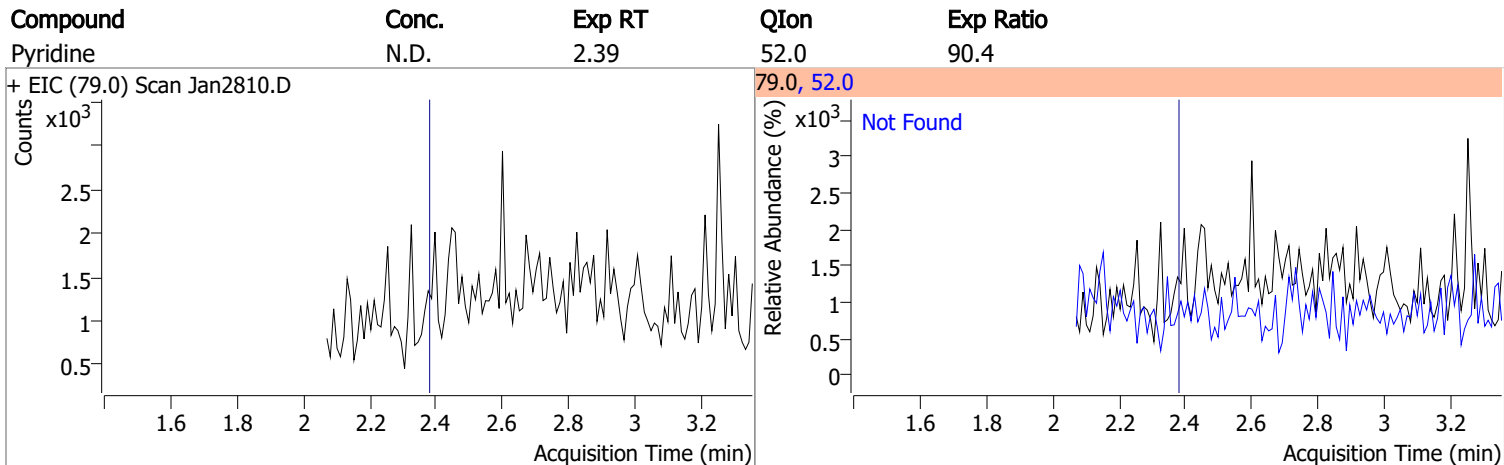 Compound Conc. Exp RT QIon Exp Ratio
Pyridine N.D. 2.39 52.0 90.4
+ EIC (79.0) Scan Jan2810.D
Counts
x10³
2.5
2
1.5
1
0.5
1.6 1.8 2 2.2 2.4 2.6 2.8 3 3.2
Acquisition Time (min)
79.0, 52.0
Relative Abundance (%)
x10³
Not Found
3
2.5
2
1.5
1
0.5
0
1.6 1.8 2 2.2 2.4 2.6 2.8 3 3.2
Acquisition Time (min)